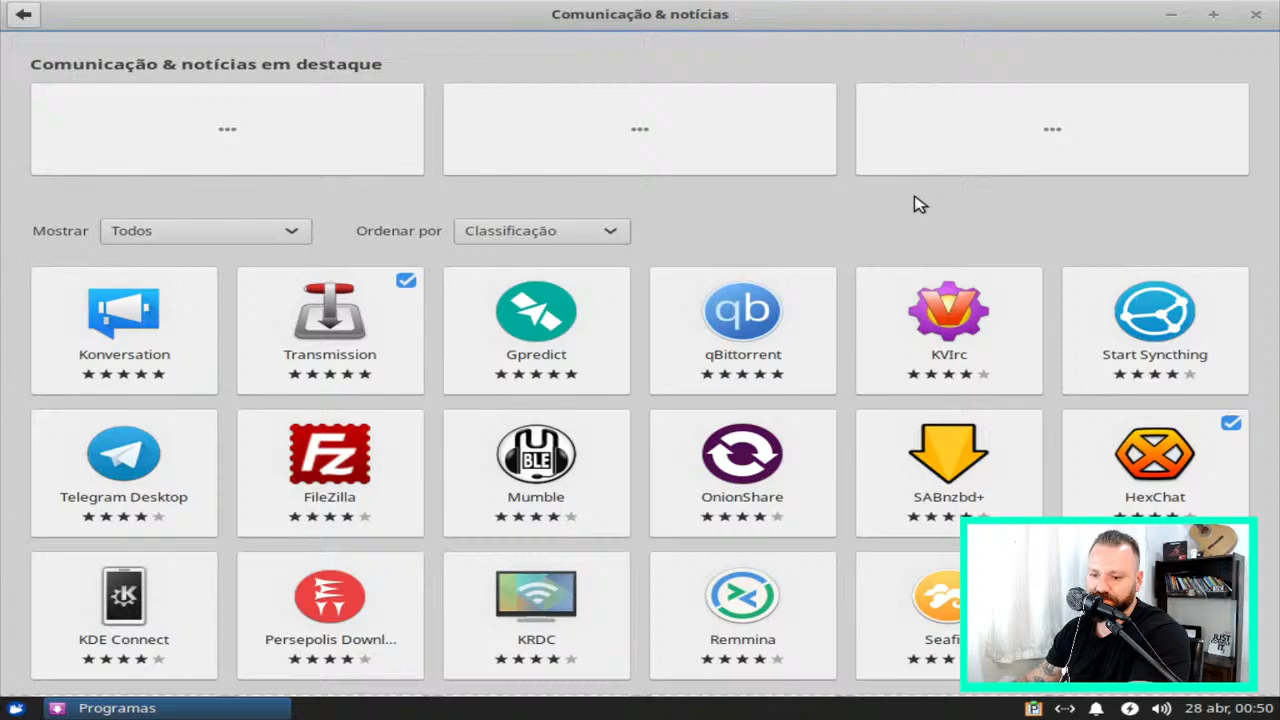 Comunicação & notícias
Comunicação & notícias em destaque
Mostrar Todos Ordenar por Classificação
Konversation Transmission Gpredict qBittorrent KVIrc Start Syncthing
Telegram Desktop FileZilla Mumble OnionShare SABnzbd+ HexChat
KDE Connect Persepolis Downl... KRDC Remmina Seafi
Programas 28 abr, 00:50